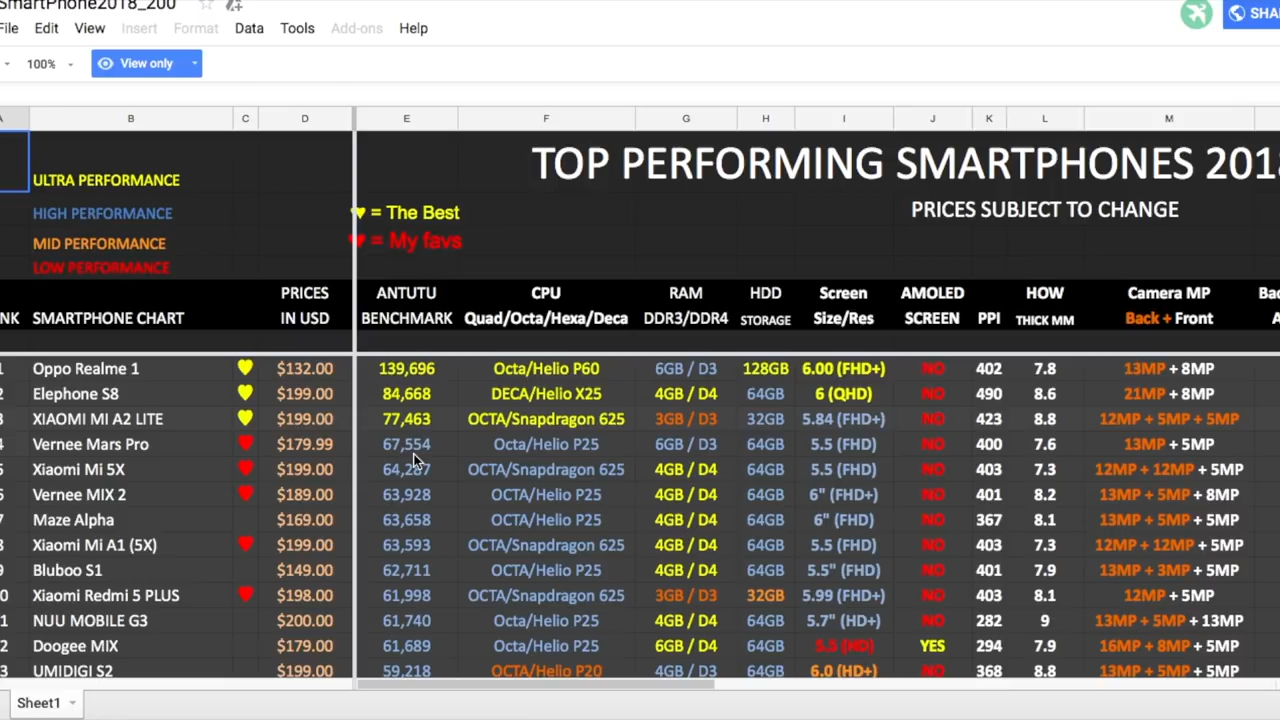 SmartPhone2018_200
File Edit View Insert Format Data Tools Add-ons Help
100% View only
A B C D E F G H I J K L M
TOP PERFORMING SMARTPHONES 2018
ULTRA PERFORMANCE
HIGH PERFORMANCE ♥ = The Best PRICES SUBJECT TO CHANGE
MID PERFORMANCE ♥ = My favs
LOW PERFORMANCE
PRICES ANTUTU CPU RAM HDD Screen AMOLED HOW Camera MP
NK SMARTPHONE CHART IN USD BENCHMARK Quad/Octa/Hexa/Deca DDR3/DDR4 STORAGE Size/Res SCREEN PPI THICK MM Back + Front
Oppo Realme 1 ♥ $132.00 139,696 Octa/Helio P60 6GB / D3 128GB 6.00 (FHD+) NO 402 7.8 13MP + 8MP
2 Elephone S8 ♥ $199.00 84,668 DECA/Helio X25 4GB / D4 64GB 6 (QHD) NO 490 8.6 21MP + 8MP
3 XIAOMI MI A2 LITE ♥ $199.00 77,463 OCTA/Snapdragon 625 3GB / D3 32GB 5.84 (FHD+) NO 423 8.8 12MP + 5MP + 5MP
4 Vernee Mars Pro ♥ $179.99 67,554 Octa/Helio P25 6GB / D3 64GB 5.5 (FHD) NO 400 7.6 13MP + 5MP
5 Xiaomi Mi 5X ♥ $199.00 OCTA/Snapdragon 625 4GB / D4 64GB 5.5 (FHD) NO 403 7.3 12MP + 12MP + 5MP
6 Vernee MIX 2 ♥ $189.00 63,928 OCTA/Helio P25 4GB / D4 64GB 6" (FHD+) NO 401 8.2 13MP + 5MP + 8MP
7 Maze Alpha $169.00 63,658 OCTA/Helio P25 4GB / D4 64GB 6" (FHD) NO 367 8.1 13MP + 5MP + 5MP
8 Xiaomi Mi A1 (5X) ♥ $199.00 63,593 OCTA/Snapdragon 625 4GB / D4 64GB 5.5 (FHD) NO 403 7.3 12MP + 12MP + 5MP
9 Bluboo S1 $149.00 62,711 OCTA/Helio P25 4GB / D4 64GB 5.5" (FHD) NO 401 7.9 13MP + 3MP + 5MP
0 Xiaomi Redmi 5 PLUS ♥ $198.00 61,998 OCTA/Snapdragon 625 3GB / D3 32GB 5.99 (FHD+) NO 403 8.1 12MP + 5MP
1 NUU MOBILE G3 $200.00 61,740 Octa/Helio P25 4GB / D4 64GB 5.7" (HD+) NO 282 9 13MP + 5MP + 13MP
2 Doogee MIX $179.00 61,689 Octa/Helio P25 6GB / D4 64GB 5.5 (HD) YES 294 7.9 16MP + 8MP + 5MP
3 UMIDIGI S2 $199.00 59,218 OCTA/Helio P20 4GB / D3 64GB 6.0 (HD+) NO 368 8.8 13MP + 5MP + 5MP
Sheet1